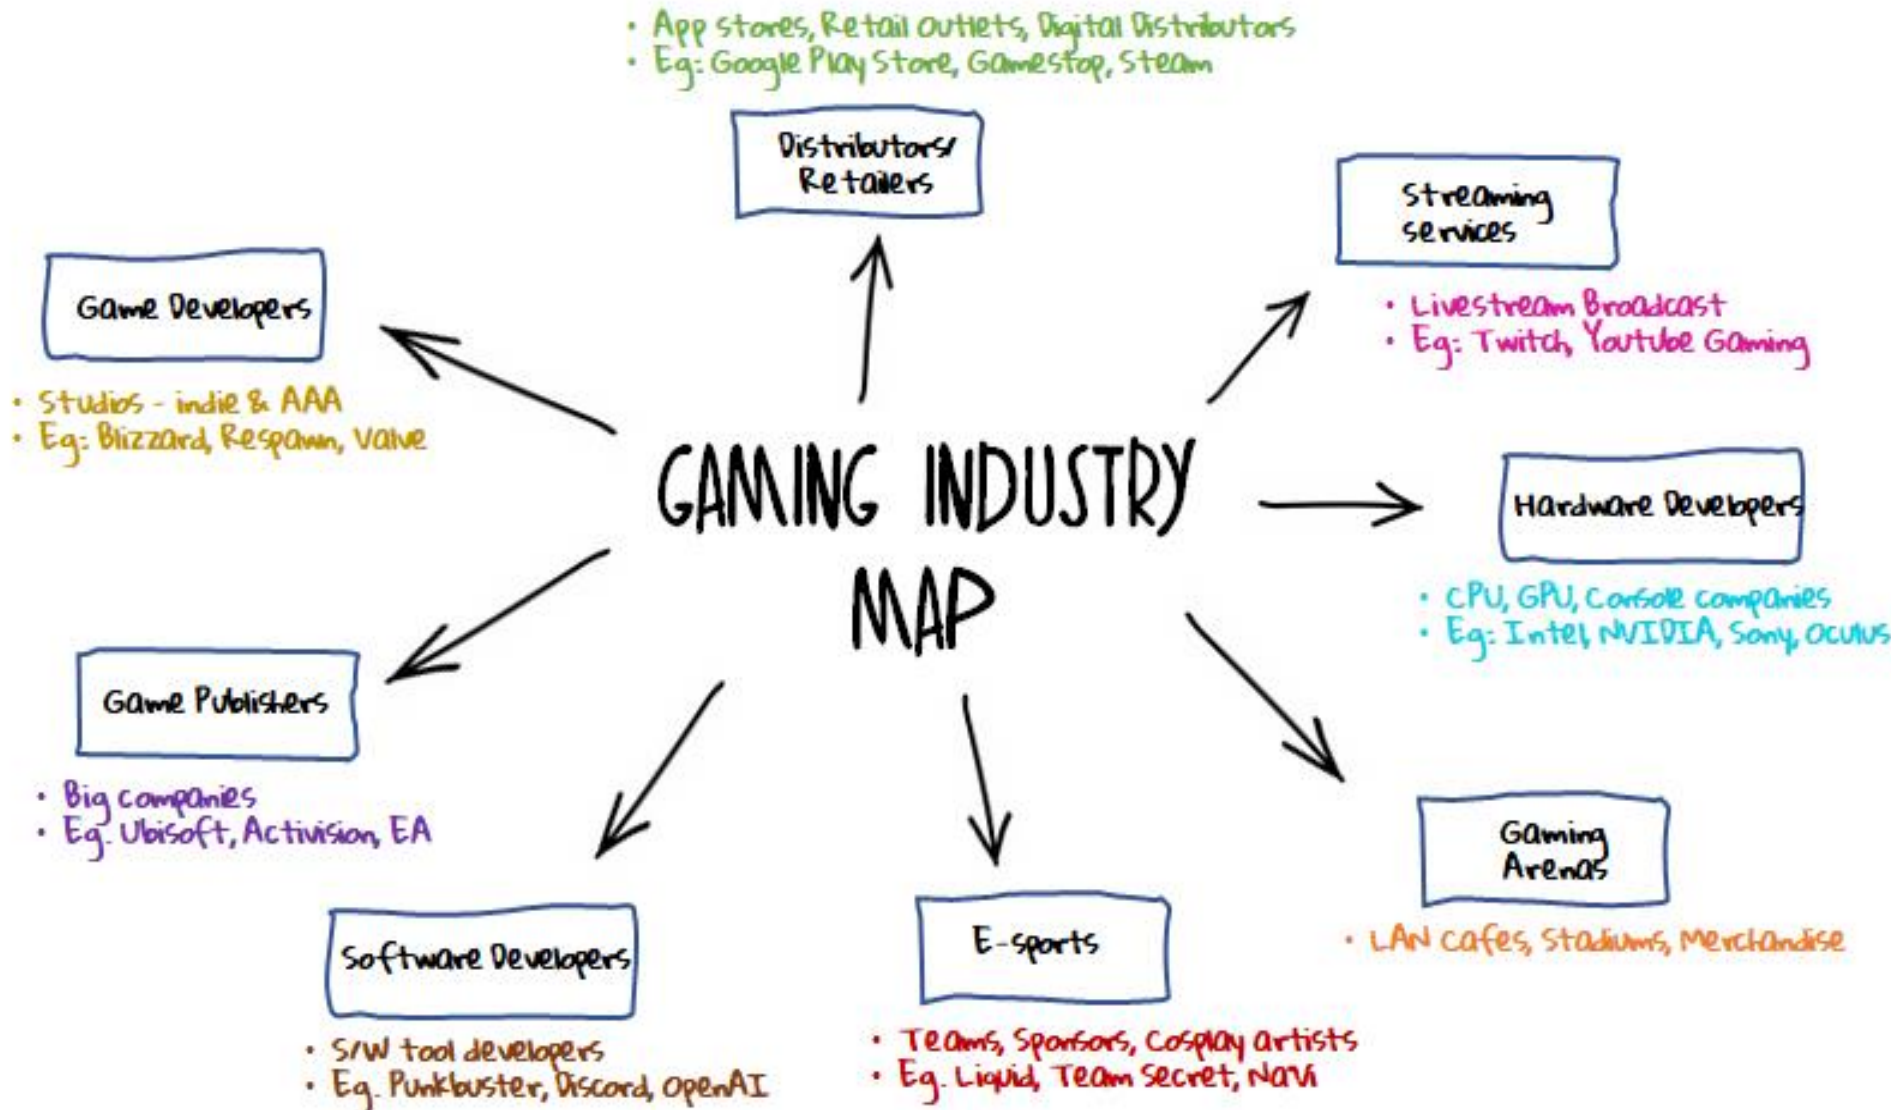 • App stores, Retail outlets, Digital Distributors
• Eg: Google Play Store, Gamestop, Steam
Distributors/
Retailers
Streaming
services
• Livestream Broadcast
• Eg: Twitch, Youtube Gaming
Game Developers
• Studios - indie & AAA
• Eg: Blizzard, Respawn, Valve
GAMING INDUSTRY
MAP
Hardware Developers
• CPU, GPU, Console companies
• Eg: Intel, NVIDIA, Sony, Oculus
Game Publishers
• Big companies
• Eg. Ubisoft, Activision, EA
Gaming
Arenas
• LAN cafes, Stadiums, Merchandise
Software Developers
• S/W tool developers
• Eg. Punkbuster, Discord, OpenAI
E-sports
• Teams, Sponsors, Cosplay artists
• Eg. Liquid, Team Secret, NaVi